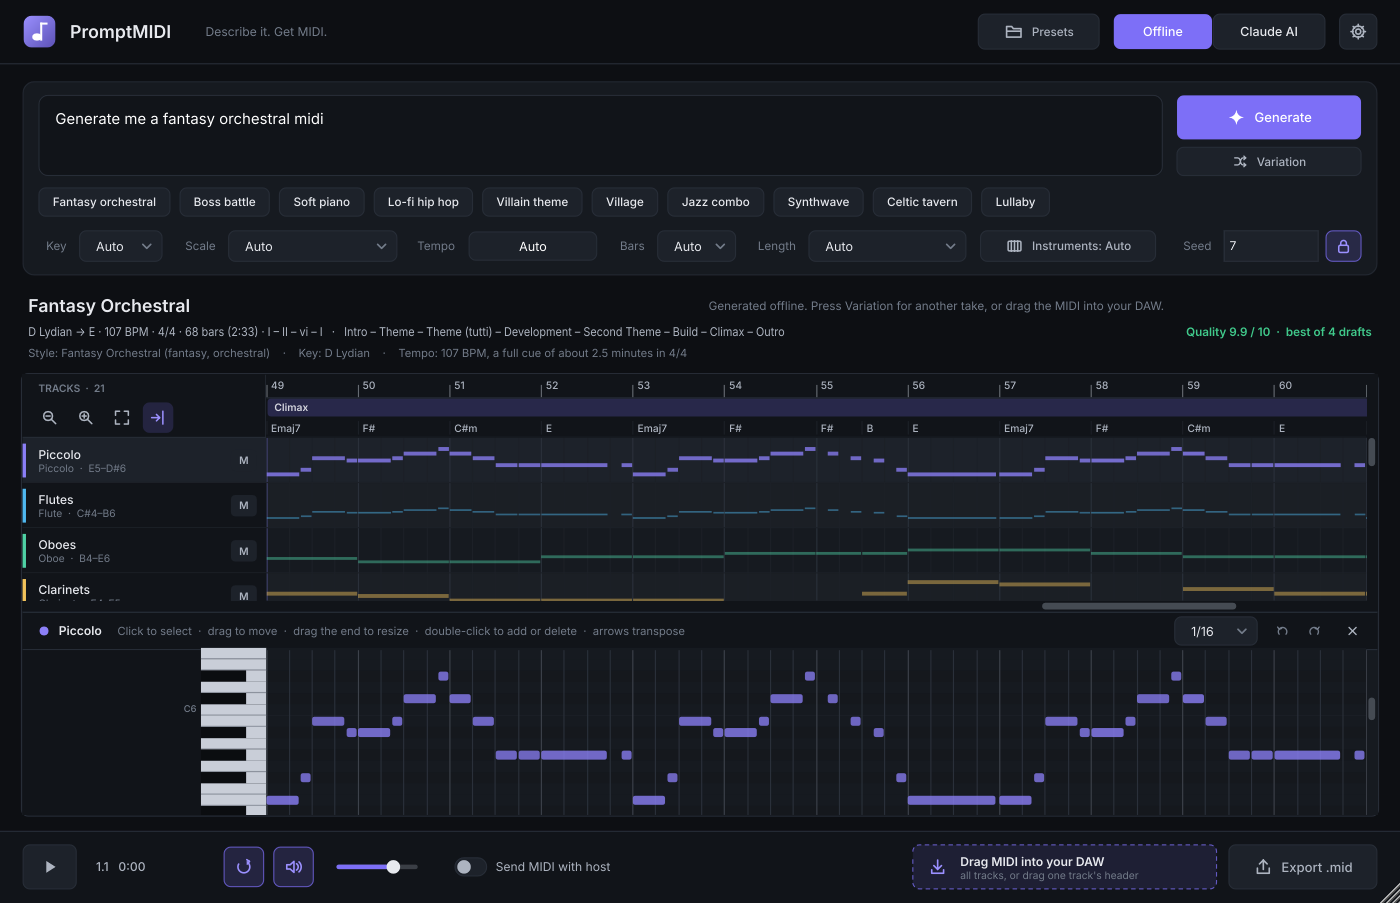 PromptMIDI
Describe it. Get MIDI.
Presets
Offline
Claude AI
Generate me a fantasy orchestral midi
Generate
Variation
Fantasy orchestral
Boss battle
Soft piano
Lo-fi hip hop
Villain theme
Village
Jazz combo
Synthwave
Celtic tavern
Lullaby
Key
Auto
Scale
Auto
Tempo
Auto
Bars
Auto
Length
Auto
Instruments: Auto
Seed
7
Fantasy Orchestral
Generated offline. Press Variation for another take, or drag the MIDI into your DAW.
D Lydian → E · 107 BPM · 4/4 · 68 bars (2:33) · I – II – vi – I · Intro – Theme – Theme (tutti) – Development – Second Theme – Build – Climax – Outro
Quality 9.9 / 10 · best of 4 drafts
Style: Fantasy Orchestral (fantasy, orchestral) · Key: D Lydian · Tempo: 107 BPM, a full cue of about 2.5 minutes in 4/4
TRACKS · 21
49 50 51 52 53 54 55 56 57 58 59 60
Climax
Emaj7 F# C#m E Emaj7 F# F# B E Emaj7 F# C#m E
Piccolo
Piccolo · E5–D#6
M
Flutes
Flute · C#4–B6
M
Oboes
Oboe · B4–E6
M
Clarinets
M
Piccolo
Click to select · drag to move · drag the end to resize · double-click to add or delete · arrows transpose
1/16
C6
1.1 0:00
Send MIDI with host
Drag MIDI into your DAW
all tracks, or drag one track's header
Export .mid